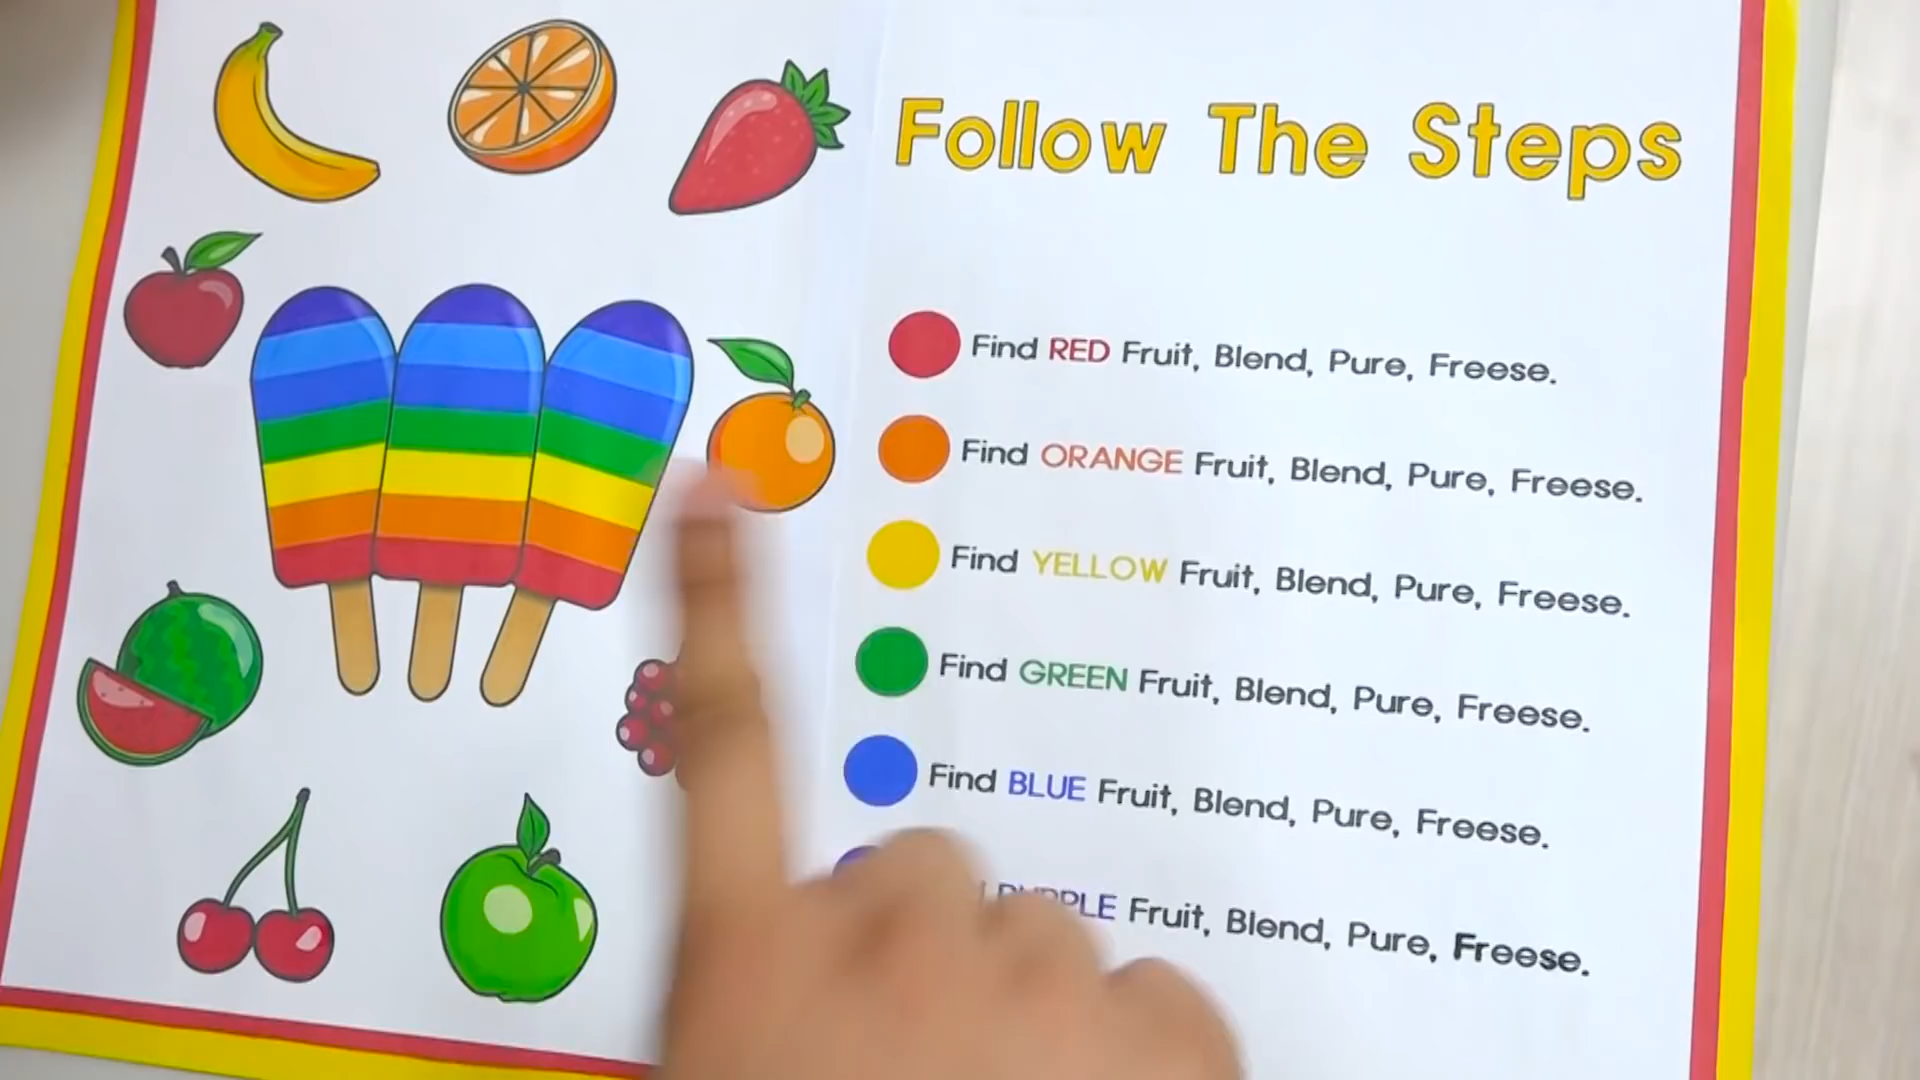 Follow The Steps
Find RED Fruit, Blend, Pure, Freese.
Find ORANGE Fruit, Blend, Pure, Freese.
Find YELLOW Fruit, Blend, Pure, Freese.
Find GREEN Fruit, Blend, Pure, Freese.
Find BLUE Fruit, Blend, Pure, Freese.
PURPLE Fruit, Blend, Pure, Freese.